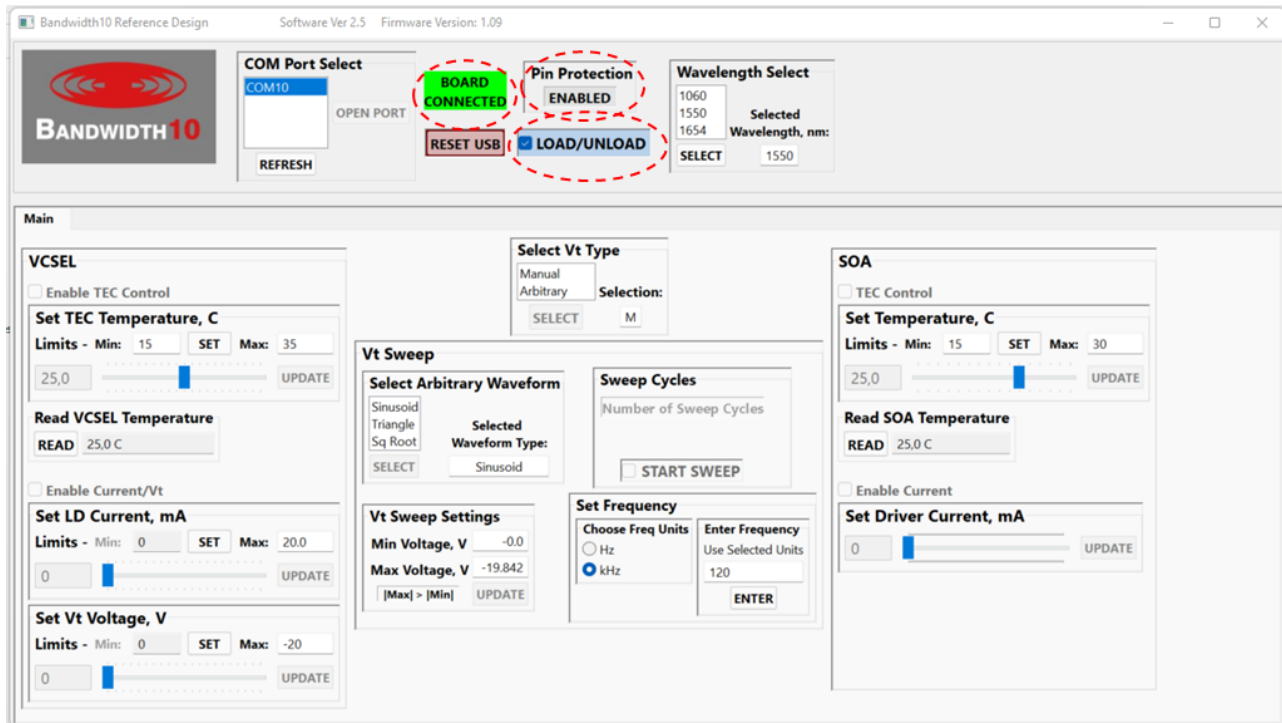 Bandwidth10 Reference Design Software Ver 2.5 Firmware Version: 1.09
BANDWIDTH10
COM Port Select
COM10
OPEN PORT
REFRESH
BOARD
CONNECTED
RESET USB
Pin Protection
ENABLED
LOAD/UNLOAD
Wavelength Select
1060
1550
1654
Selected
Wavelength, nm:
SELECT 1550
Main
VCSEL
Enable TEC Control
Set TEC Temperature, C
Limits - Min: 15 SET Max: 35
25,0 UPDATE
Read VCSEL Temperature
READ 25,0 C
Enable Current/Vt
Set LD Current, mA
Limits - Min: 0 SET Max: 20.0
0 UPDATE
Set Vt Voltage, V
Limits - Min: 0 SET Max: -20
0 UPDATE
Select Vt Type
Manual
Arbitrary
Selection:
SELECT M
Vt Sweep
Select Arbitrary Waveform
Sinusoid
Triangle
Sq Root
Selected
Waveform Type:
SELECT Sinusoid
Sweep Cycles
Number of Sweep Cycles
START SWEEP
Vt Sweep Settings
Min Voltage, V -0.0
Max Voltage, V -19.842
|Max| > |Min| UPDATE
Set Frequency
Choose Freq Units
Hz
kHz
Enter Frequency
Use Selected Units
120
ENTER
SOA
TEC Control
Set Temperature, C
Limits - Min: 15 SET Max: 30
25,0 UPDATE
Read SOA Temperature
READ 25,0 C
Enable Current
Set Driver Current, mA
0 UPDATE